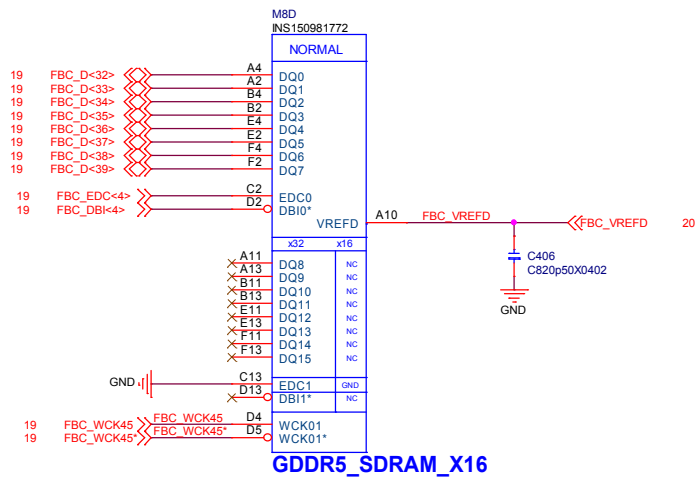 M8D
INS150981772
NORMAL
19 FBC_D<32> A4 DQ0
19 FBC_D<33> A2 DQ1
19 FBC_D<34> B4 DQ2
19 FBC_D<35> B2 DQ3
19 FBC_D<36> E4 DQ4
19 FBC_D<37> E2 DQ5
19 FBC_D<38> F4 DQ6
19 FBC_D<39> F2 DQ7
19 FBC_EDC<4> C2 EDC0
19 FBC_DBI<4> D2 DBI0*
VREFD A10 FBC_VREFD FBC_VREFD 20
x32 x16
C406
C820p50X0402
GND
A11 DQ8 NC
A13 DQ9 NC
B11 DQ10 NC
B13 DQ11 NC
E11 DQ12 NC
E13 DQ13 NC
F11 DQ14 NC
F13 DQ15 NC
GND C13 EDC1 GND
D13 DBI1* NC
19 FBC_WCK45 FBC_WCK45 D4 WCK01
19 FBC_WCK45* FBC_WCK45* D5 WCK01*
GDDR5_SDRAM_X16